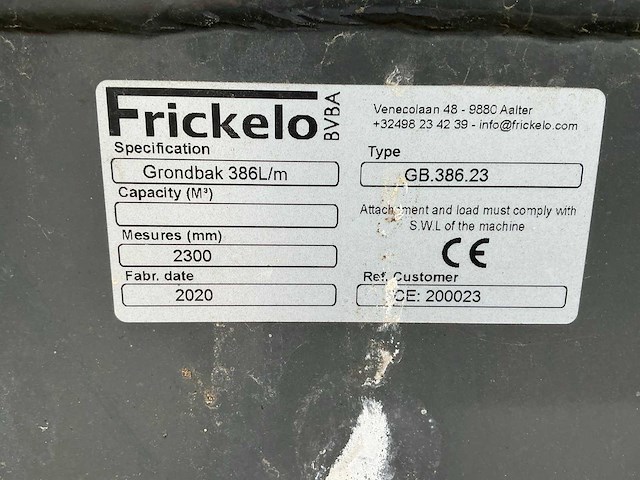 Frickelo BVBA
Venecolaan 48 - 9880 Aalter
+32498 23 42 39 - info@frickelo.com
Specification
Grondbak 386L/m
Type
GB.386.23
Capacity (M³)
Attachment and load must comply with
S.W.L of the machine
CE
Mesures (mm)
2300
Fabr. date
2020
Ref. Customer
CE: 200023